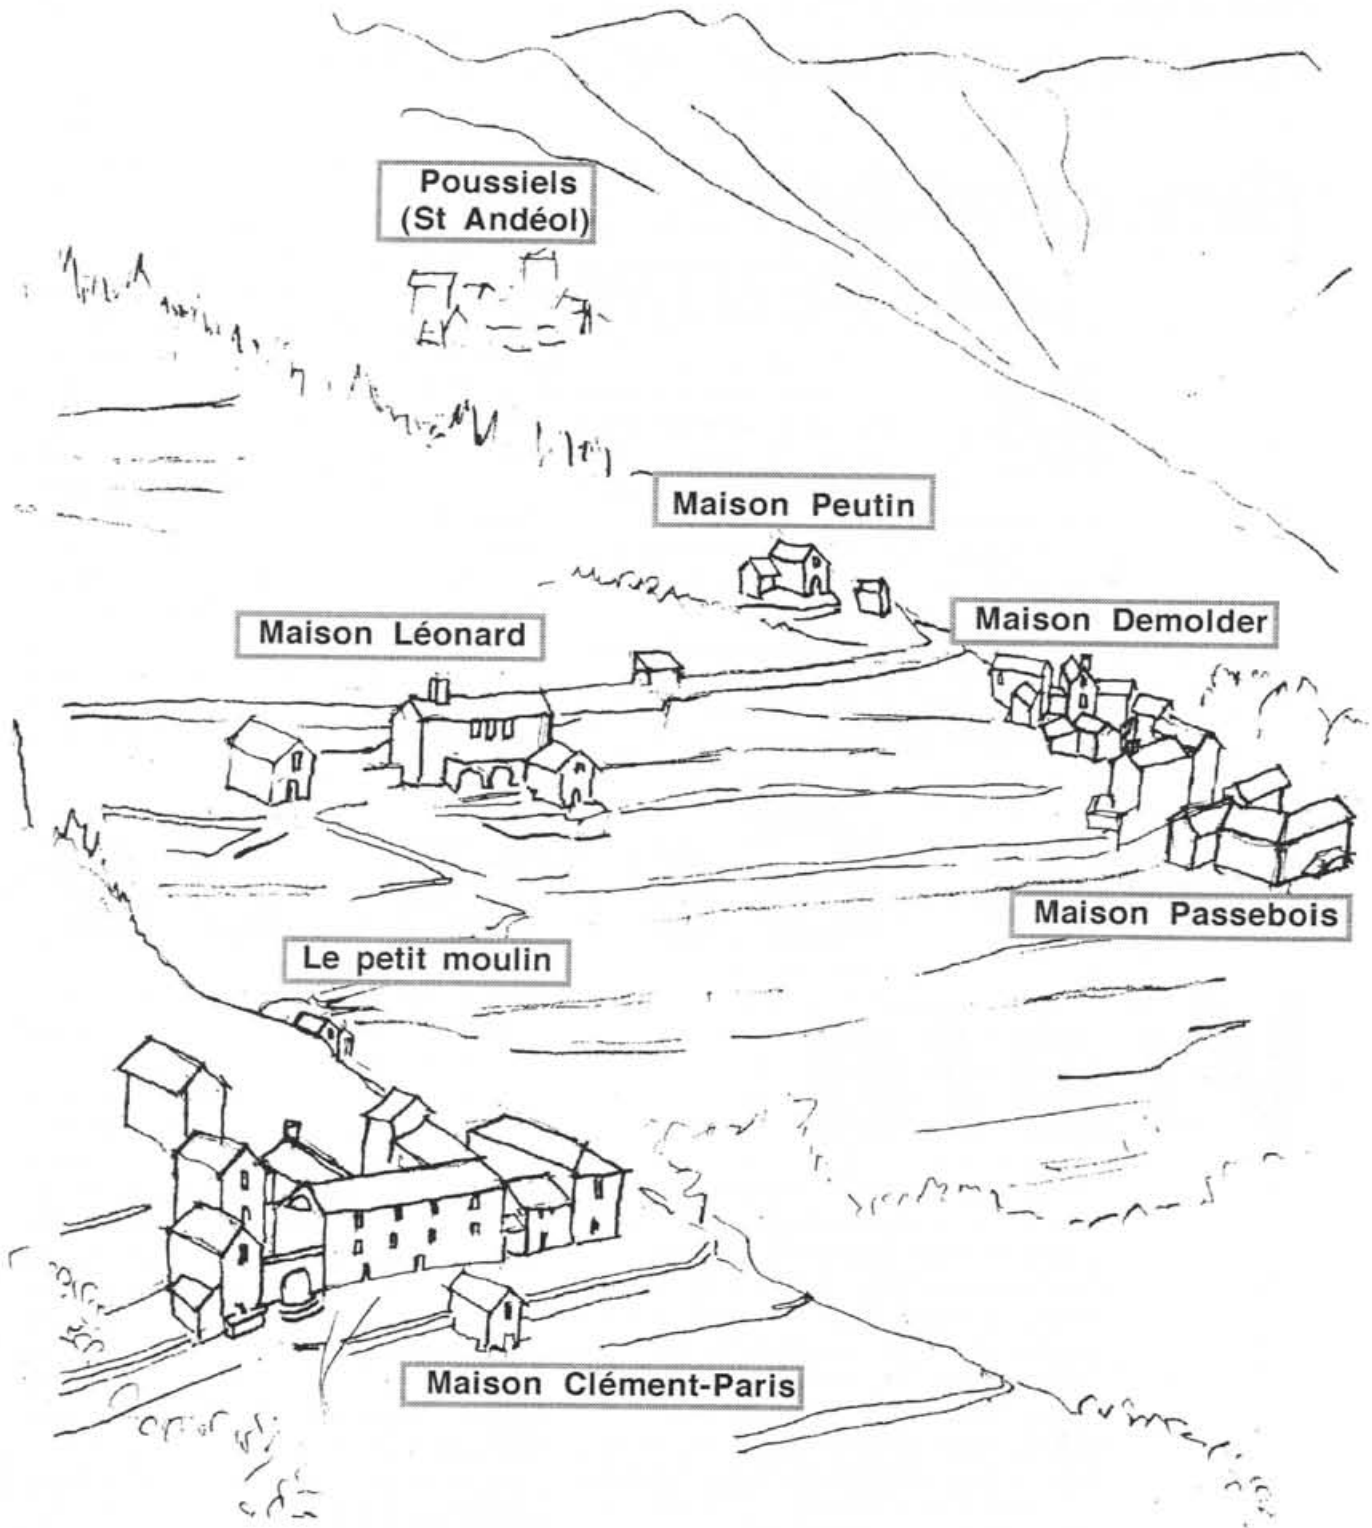 Poussiels
(St Andéol)
Maison Peutin
Maison Demolder
Maison Léonard
Maison Passebois
Le petit moulin
Maison Clément-Paris